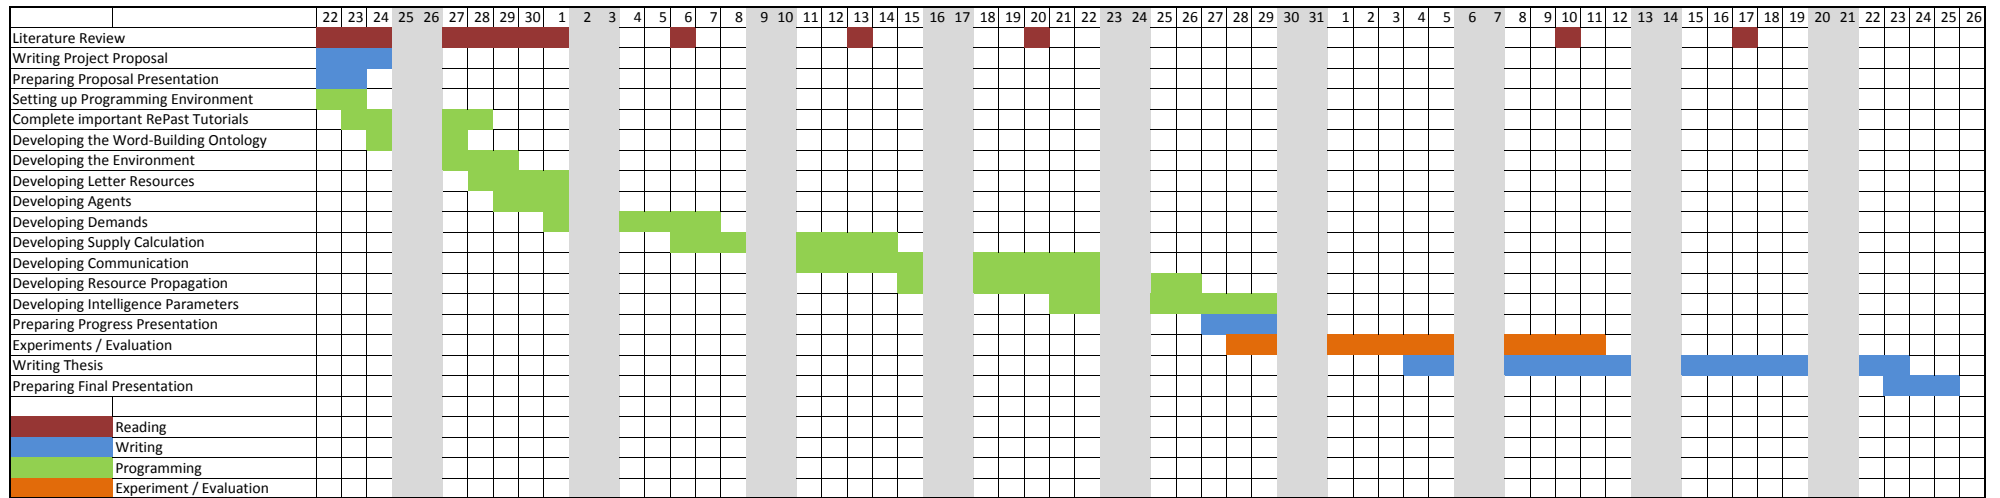 22 23 24 25 26 27 28 29 30 1 2 3 4 5 6 7 8 9 10 11 12 13 14 15 16 17 18 19 20 21 22 23 24 25 26 27 28 29 30 31 1 2 3 4 5 6 7 8 9 10 11 12 13 14 15 16 17 18 19 20 21 22 23 24 25 26
Literature Review
Writing Project Proposal
Preparing Proposal Presentation
Setting up Programming Environment
Complete important RePast Tutorials
Developing the Word-Building Ontology
Developing the Environment
Developing Letter Resources
Developing Agents
Developing Demands
Developing Supply Calculation
Developing Communication
Developing Resource Propagation
Developing Intelligence Parameters
Preparing Progress Presentation
Experiments / Evaluation
Writing Thesis
Preparing Final Presentation
Reading
Writing
Programming
Experiment / Evaluation